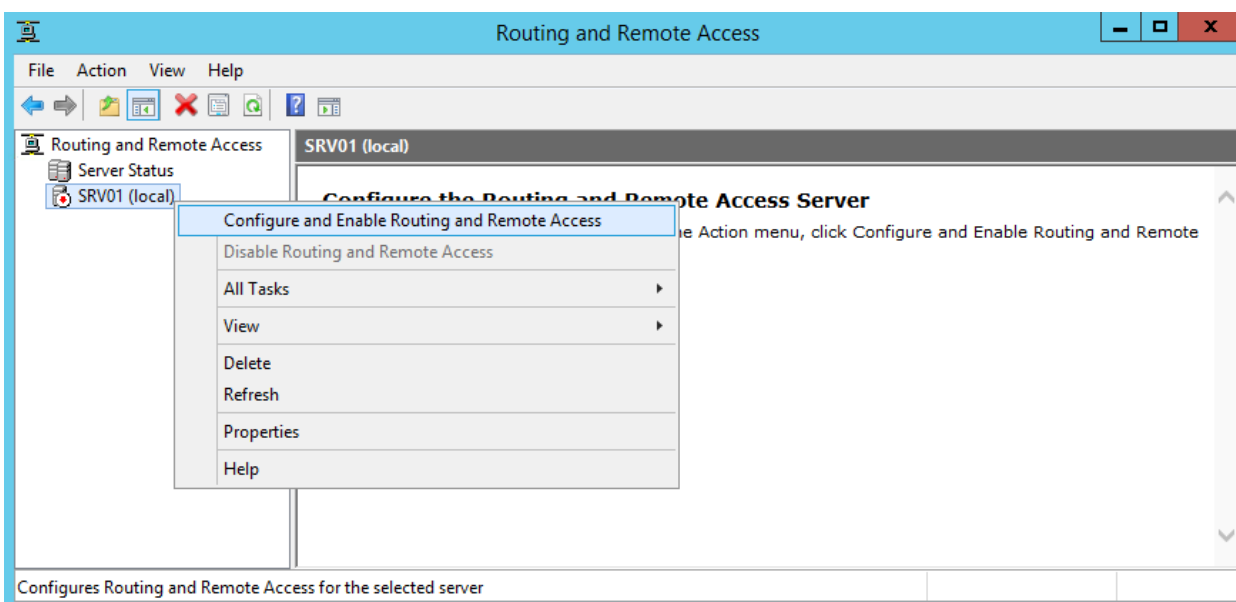 Routing and Remote Access
File Action View Help
Routing and Remote Access
Server Status
SRV01 (local)
SRV01 (local)
Configure the Routing and Remote Access Server
e Action menu, click Configure and Enable Routing and Remote
Configure and Enable Routing and Remote Access
Disable Routing and Remote Access
All Tasks
View
Delete
Refresh
Properties
Help
Configures Routing and Remote Access for the selected server